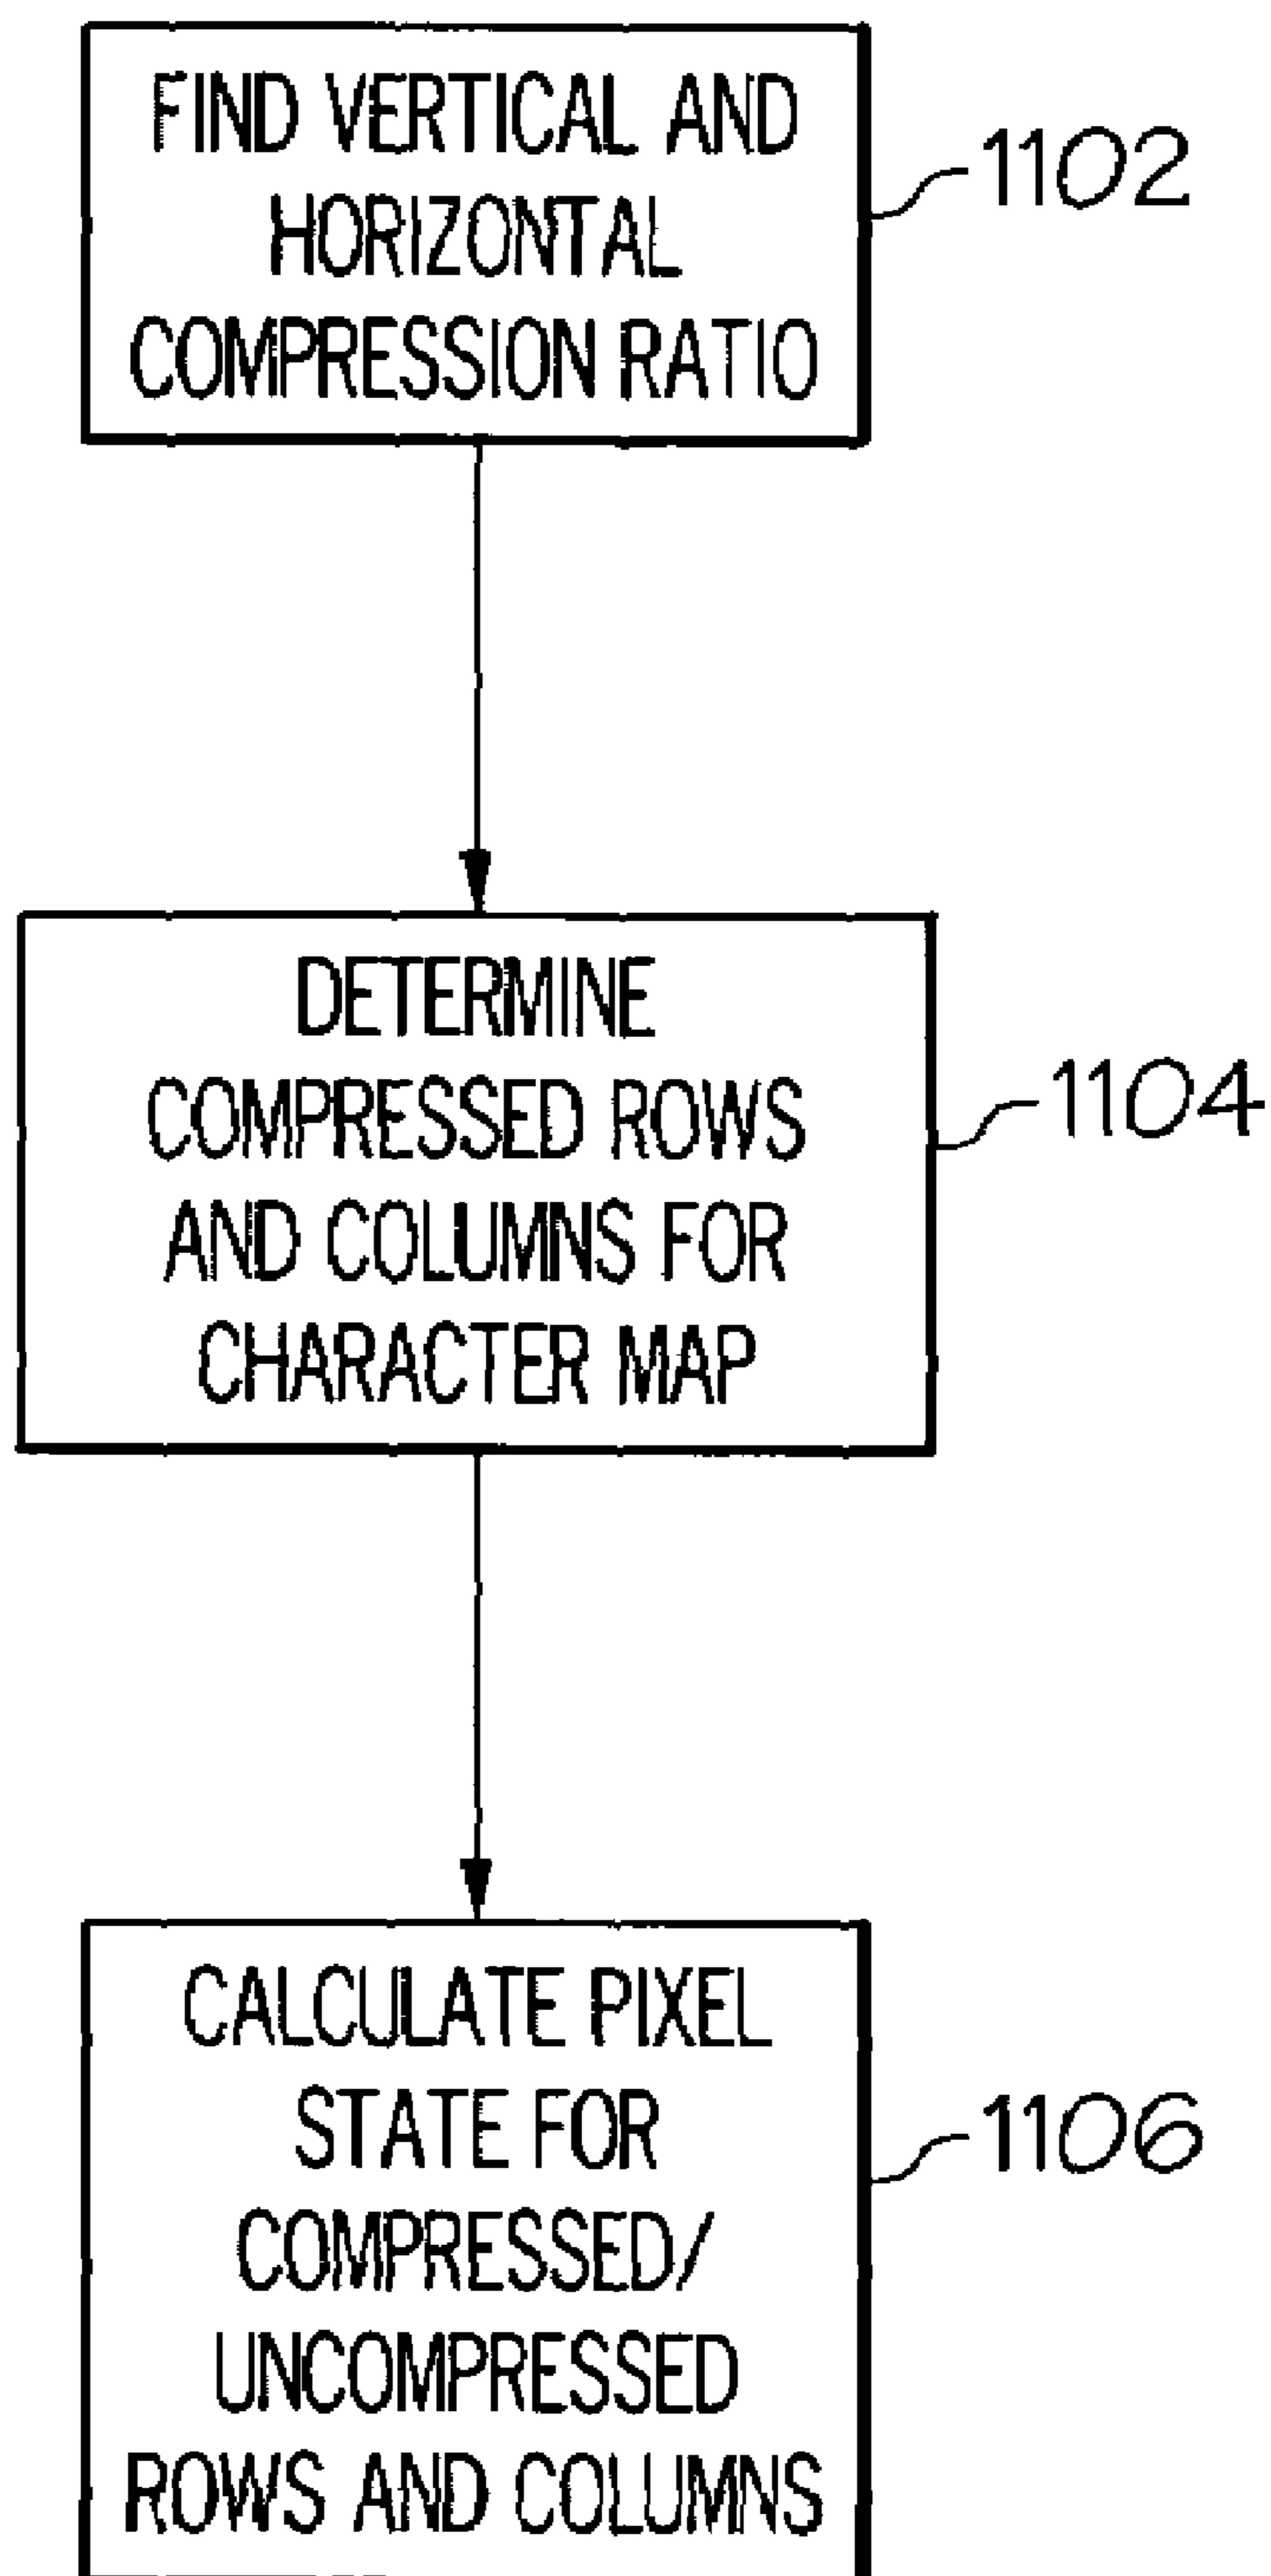 FIND VERTICAL AND
HORIZONTAL
COMPRESSION RATIO
1102
DETERMINE
COMPRESSED ROWS
AND COLUMNS FOR
CHARACTER MAP
1104
CALCULATE PIXEL
STATE FOR
COMPRESSED/
UNCOMPRESSED
ROWS AND COLUMNS
1106